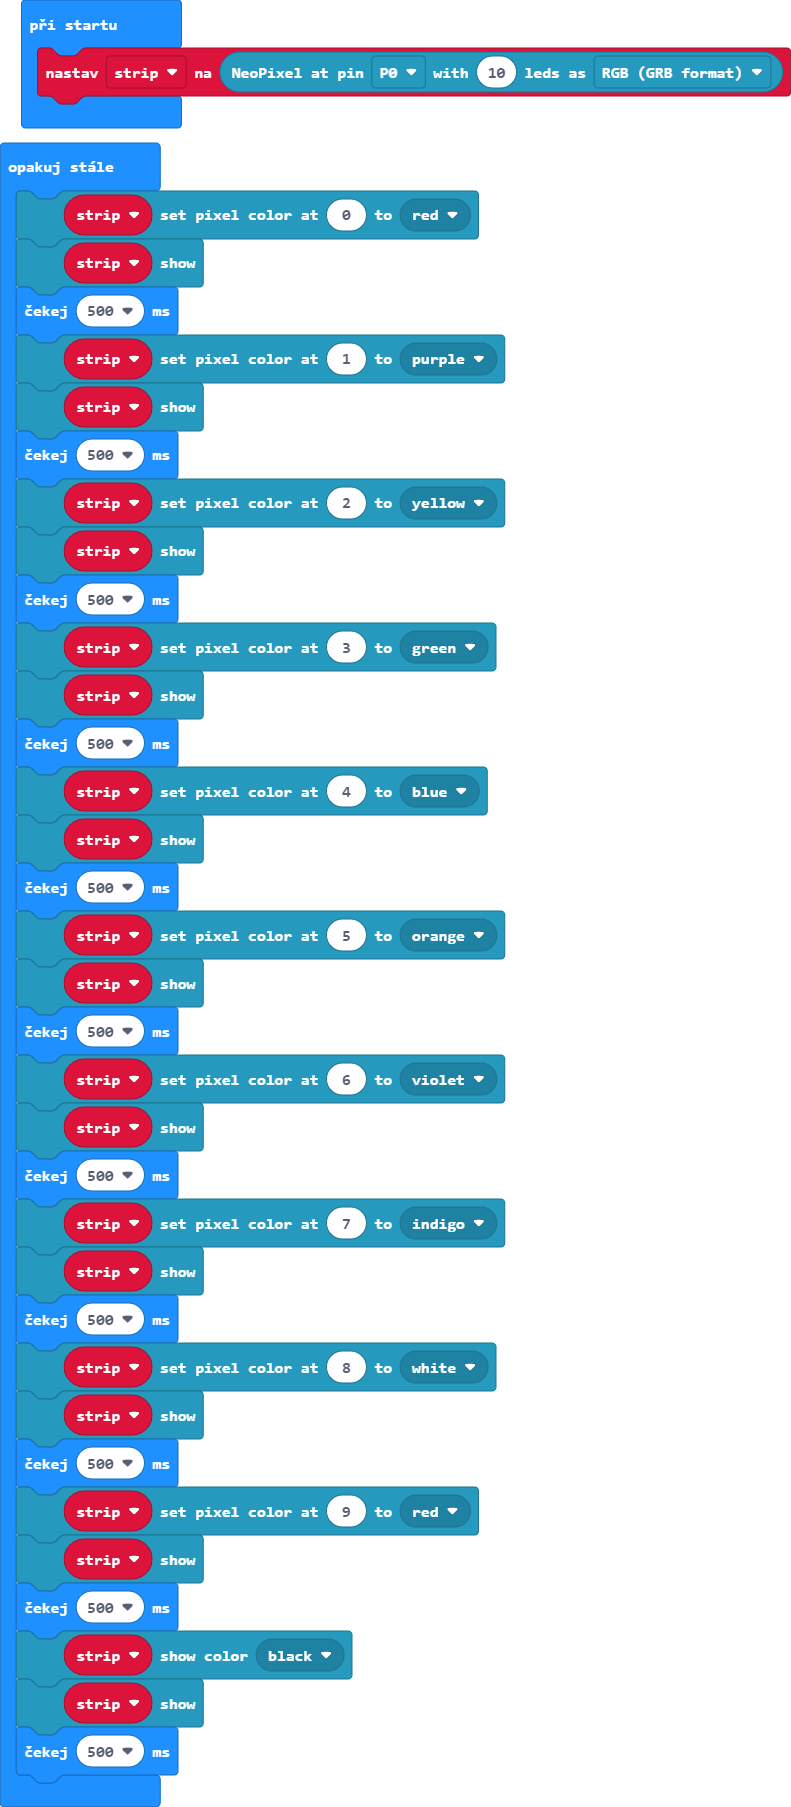 při startu
nastav strip na NeoPixel at pin P0 with 10 leds as RGB (GRB format)
opakuj stále
strip set pixel color at 0 to red
strip show
čekej 500 ms
strip set pixel color at 1 to purple
strip show
čekej 500 ms
strip set pixel color at 2 to yellow
strip show
čekej 500 ms
strip set pixel color at 3 to green
strip show
čekej 500 ms
strip set pixel color at 4 to blue
strip show
čekej 500 ms
strip set pixel color at 5 to orange
strip show
čekej 500 ms
strip set pixel color at 6 to violet
strip show
čekej 500 ms
strip set pixel color at 7 to indigo
strip show
čekej 500 ms
strip set pixel color at 8 to white
strip show
čekej 500 ms
strip set pixel color at 9 to red
strip show
čekej 500 ms
strip show color black
strip show
čekej 500 ms